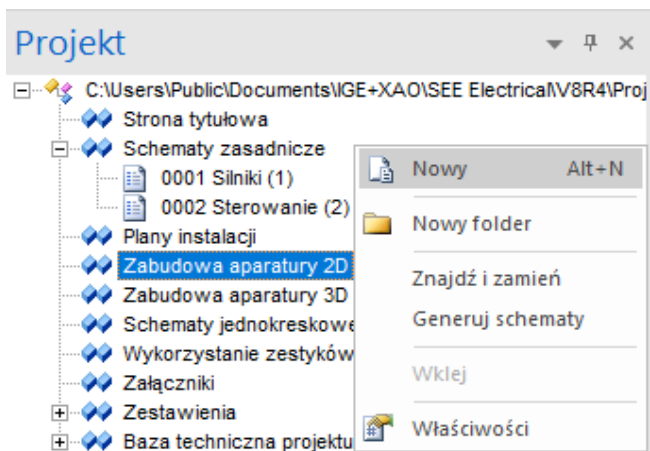 Projekt
C:\Users\Public\Documents\IGE+XAO\SEE Electrical\V8R4\Proj
Strona tytułowa
Schematy zasadnicze
0001 Silniki (1)
0002 Sterowanie (2)
Plany instalacji
Zabudowa aparatury 2D
Zabudowa aparatury 3D
Schematy jednokreskowe
Wykorzystanie zestyków
Załączniki
Zestawienia
Baza techniczna projektu
Nowy Alt+N
Nowy folder
Znajdź i zamień
Generuj schematy
Wklej
Właściwości